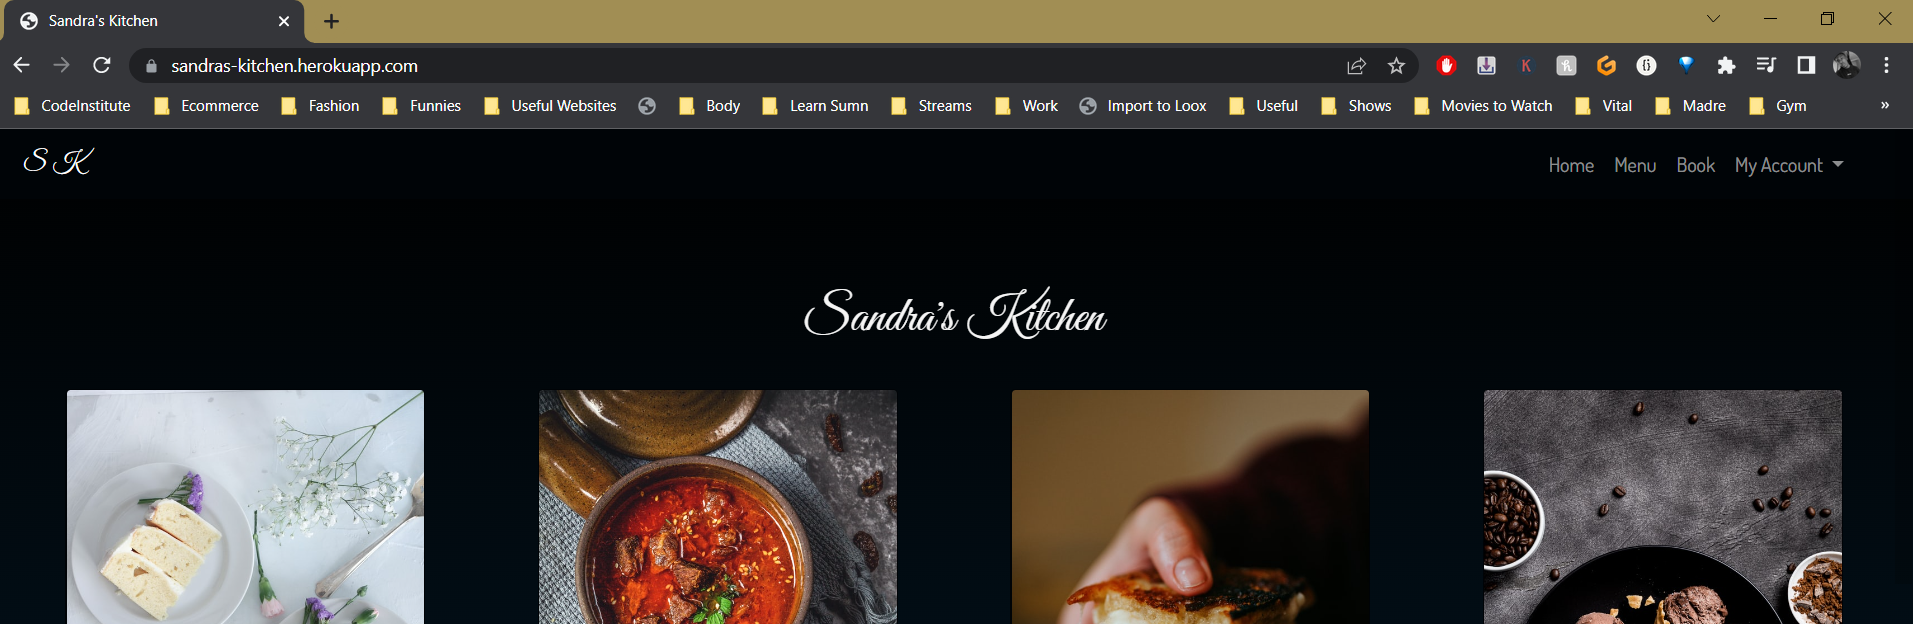 Sandra's Kitchen
sandras-kitchen.herokuapp.com
CodeInstitute Ecommerce Fashion Funnies Useful Websites Body Learn Sumn Streams Work Import to Loox Useful Shows Movies to Watch Vital Madre Gym »
S K Home Menu Book My Account
Sandra's Kitchen